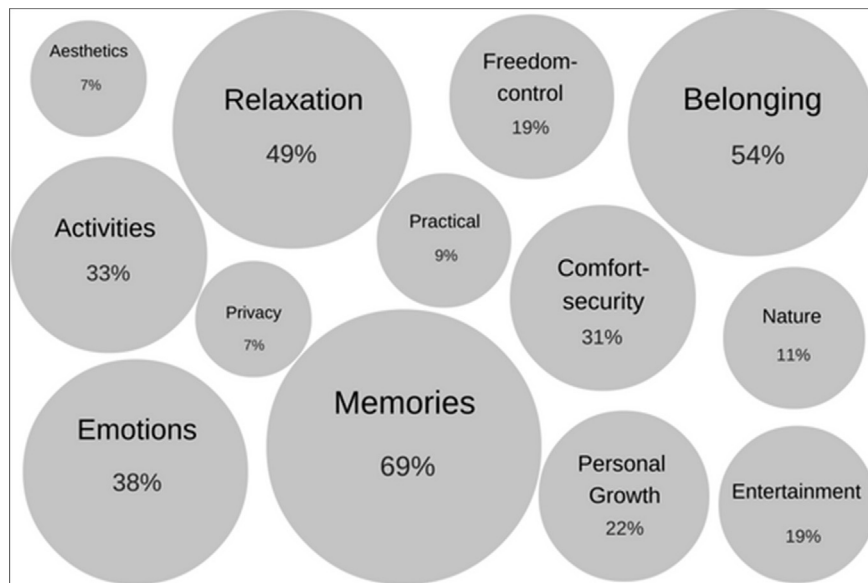 Aesthetics
7%
Relaxation
49%
Freedom-
control
19%
Belonging
54%
Activities
33%
Practical
9%
Privacy
7%
Comfort-
security
31%
Nature
11%
Emotions
38%
Memories
69%
Personal
Growth
22%
Entertainment
19%